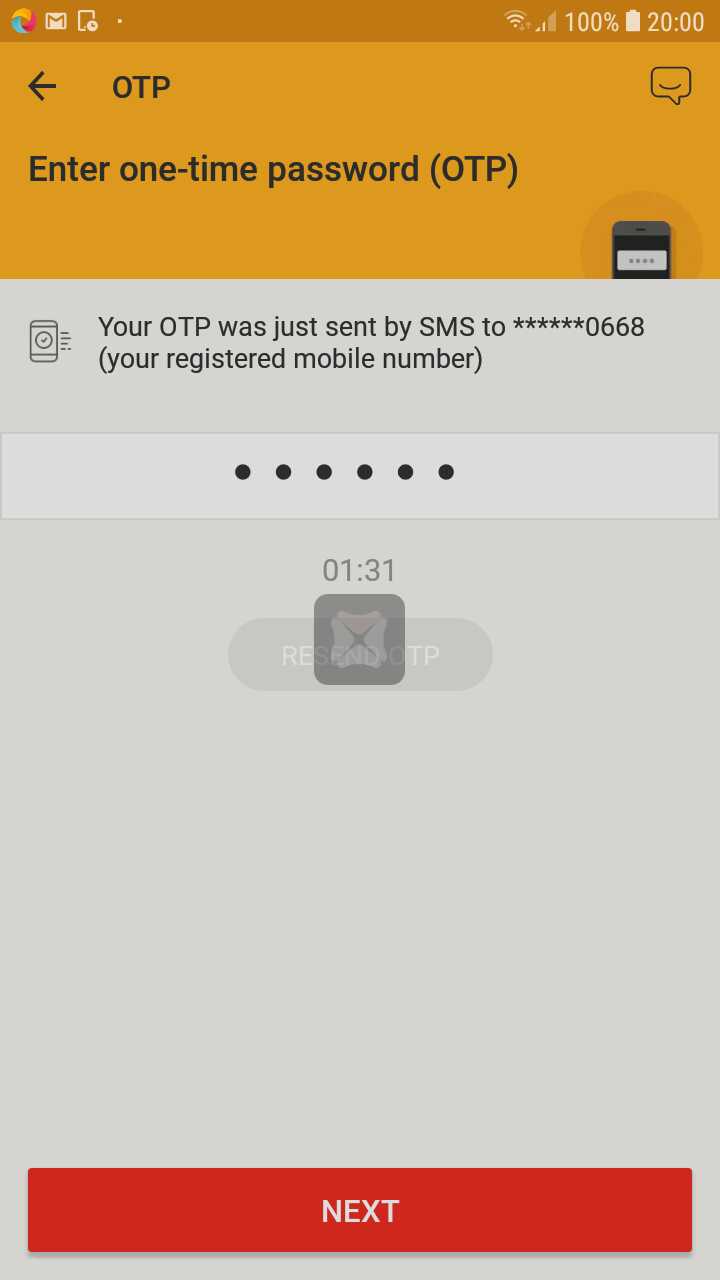 100% 20:00
OTP
Enter one-time password (OTP)
Your OTP was just sent by SMS to ******0668
(your registered mobile number)
01:31
RESEND OTP
NEXT